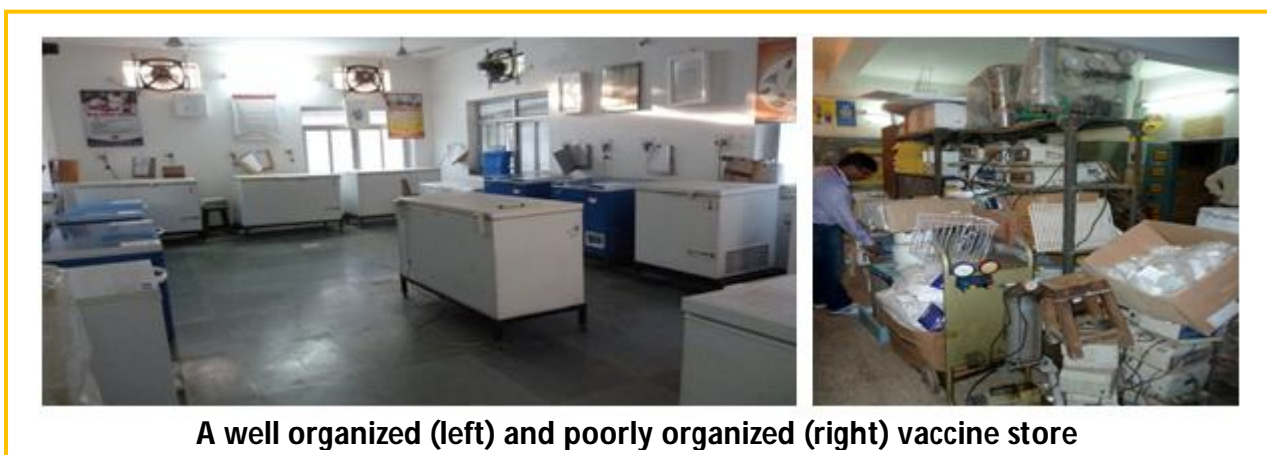 A well organized (left) and poorly organized (right) vaccine store